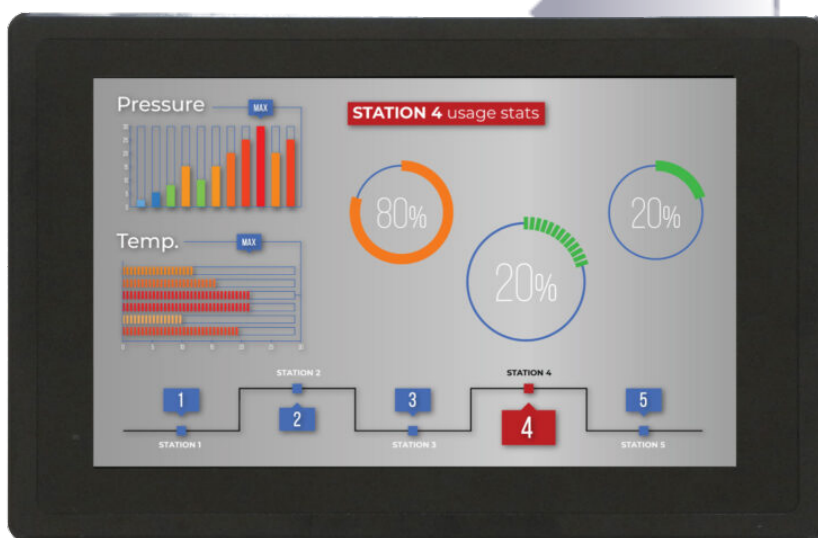 Pressure
MAX
STATION 4 usage stats
80%
20%
20%
Temp.
MAX
STATION 2
STATION 4
1
3
5
2
4
STATION 1
STATION 3
STATION 5